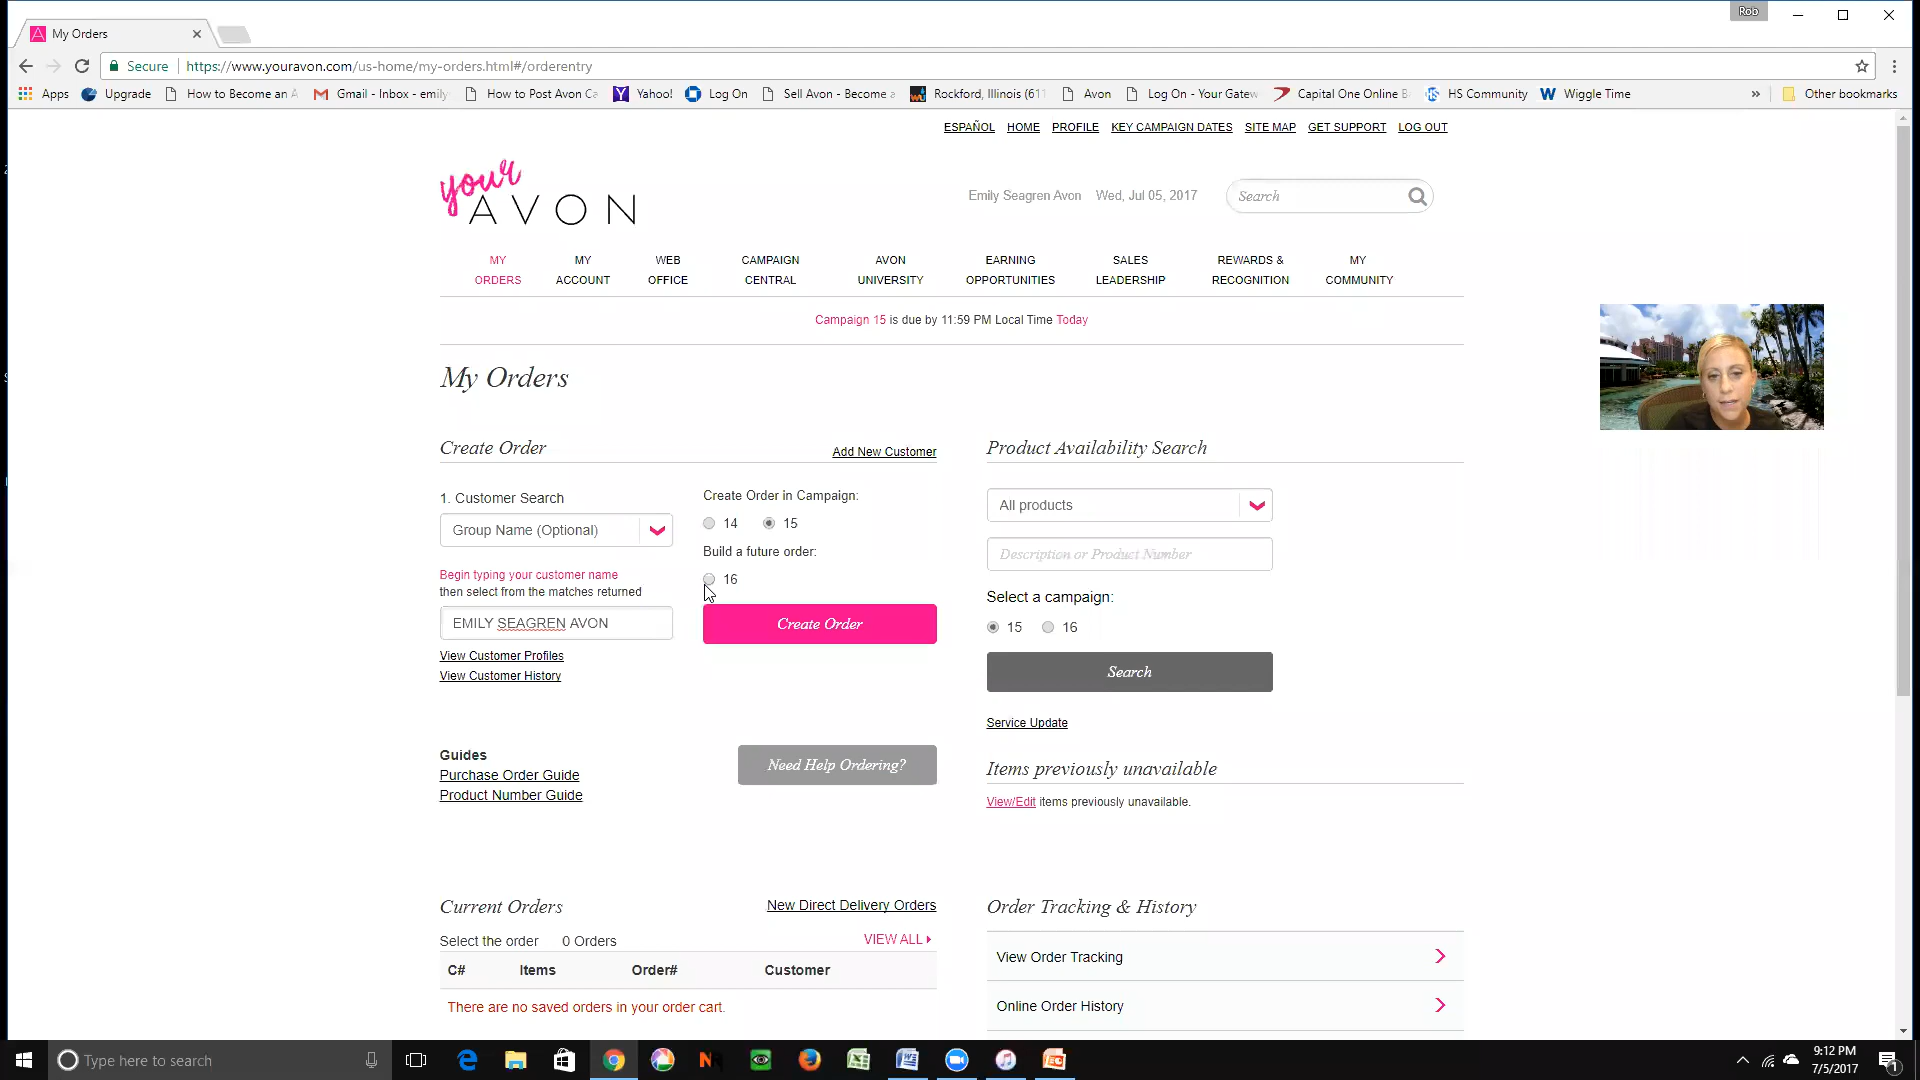 Rob
My Orders
Secure
https://www.youravon.com/us-home/my-orders.html#/orderentry
Apps
Upgrade
How to Become an A
Gmail - Inbox - emily
How to Post Avon Ca
Yahoo!
Log On
Sell Avon - Become a
Rockford, Illinois (611
Avon
Log On - Your Gatew
Capital One Online B
HS Community
Wiggle Time
»
Other bookmarks
ESPAÑOL HOME PROFILE KEY CAMPAIGN DATES SITE MAP GET SUPPORT LOG OUT
your
AVON
Emily Seagren Avon Wed, Jul 05, 2017
Search
MY ORDERS
MY ACCOUNT
WEB OFFICE
CAMPAIGN CENTRAL
AVON UNIVERSITY
EARNING OPPORTUNITIES
SALES LEADERSHIP
REWARDS & RECOGNITION
MY COMMUNITY
Campaign 15 is due by 11:59 PM Local Time Today
My Orders
Create Order
Add New Customer
1. Customer Search
Group Name (Optional)
Begin typing your customer name
then select from the matches returned
EMILY SEAGREN AVON
View Customer Profiles
View Customer History
Create Order in Campaign:
14 15
Build a future order:
16
Create Order
Guides
Purchase Order Guide
Product Number Guide
Need Help Ordering?
Product Availability Search
All products
Description or Product Number
Select a campaign:
15 16
Search
Service Update
Items previously unavailable
View/Edit items previously unavailable.
Current Orders
New Direct Delivery Orders
Select the order 0 Orders
VIEW ALL
C# Items Order# Customer
There are no saved orders in your order cart.
Order Tracking & History
View Order Tracking
Online Order History
Type here to search
9:12 PM
7/5/2017
1